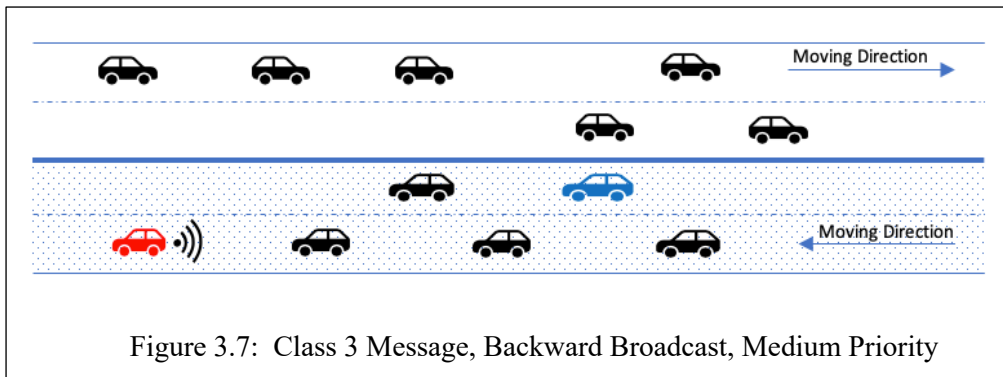 Moving Direction
Moving Direction
Figure 3.7:  Class 3 Message, Backward Broadcast, Medium Priority